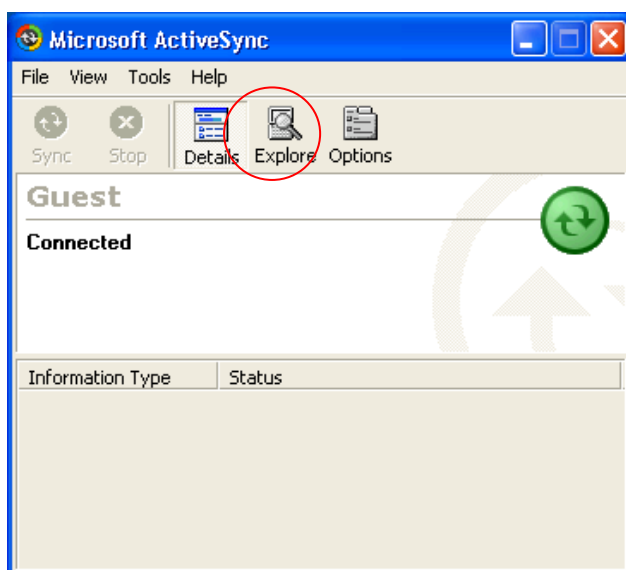 Microsoft ActiveSync
File View Tools Help
Sync Stop Details Explore Options
Guest
Connected
Information Type Status